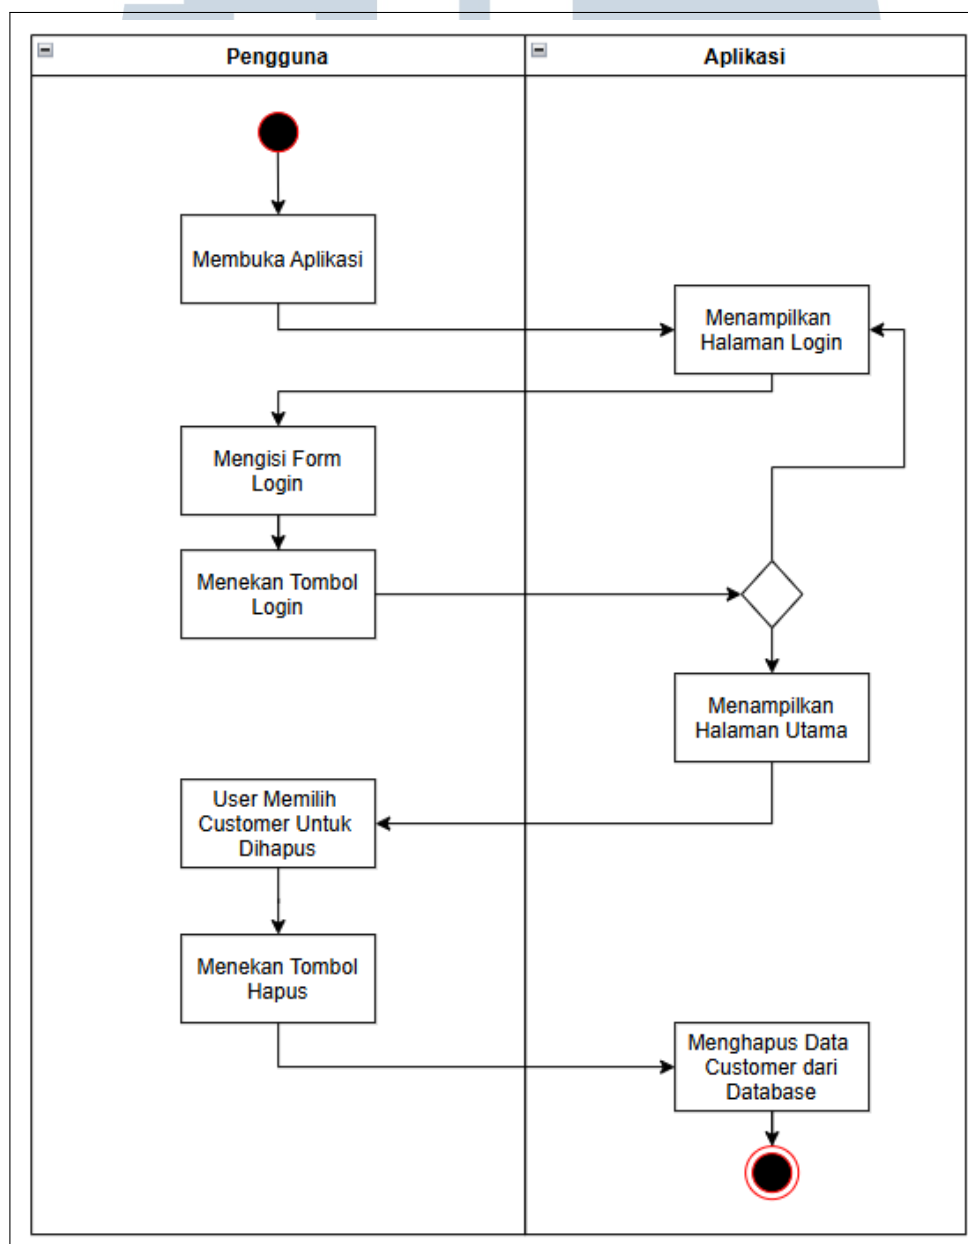 Pengguna
Aplikasi
Membuka Aplikasi
Menampilkan
Halaman Login
Mengisi Form
Login
Menekan Tombol
Login
Menampilkan
Halaman Utama
User Memilih
Customer Untuk
Dihapus
Menekan Tombol
Hapus
Menghapus Data
Customer dari
Database